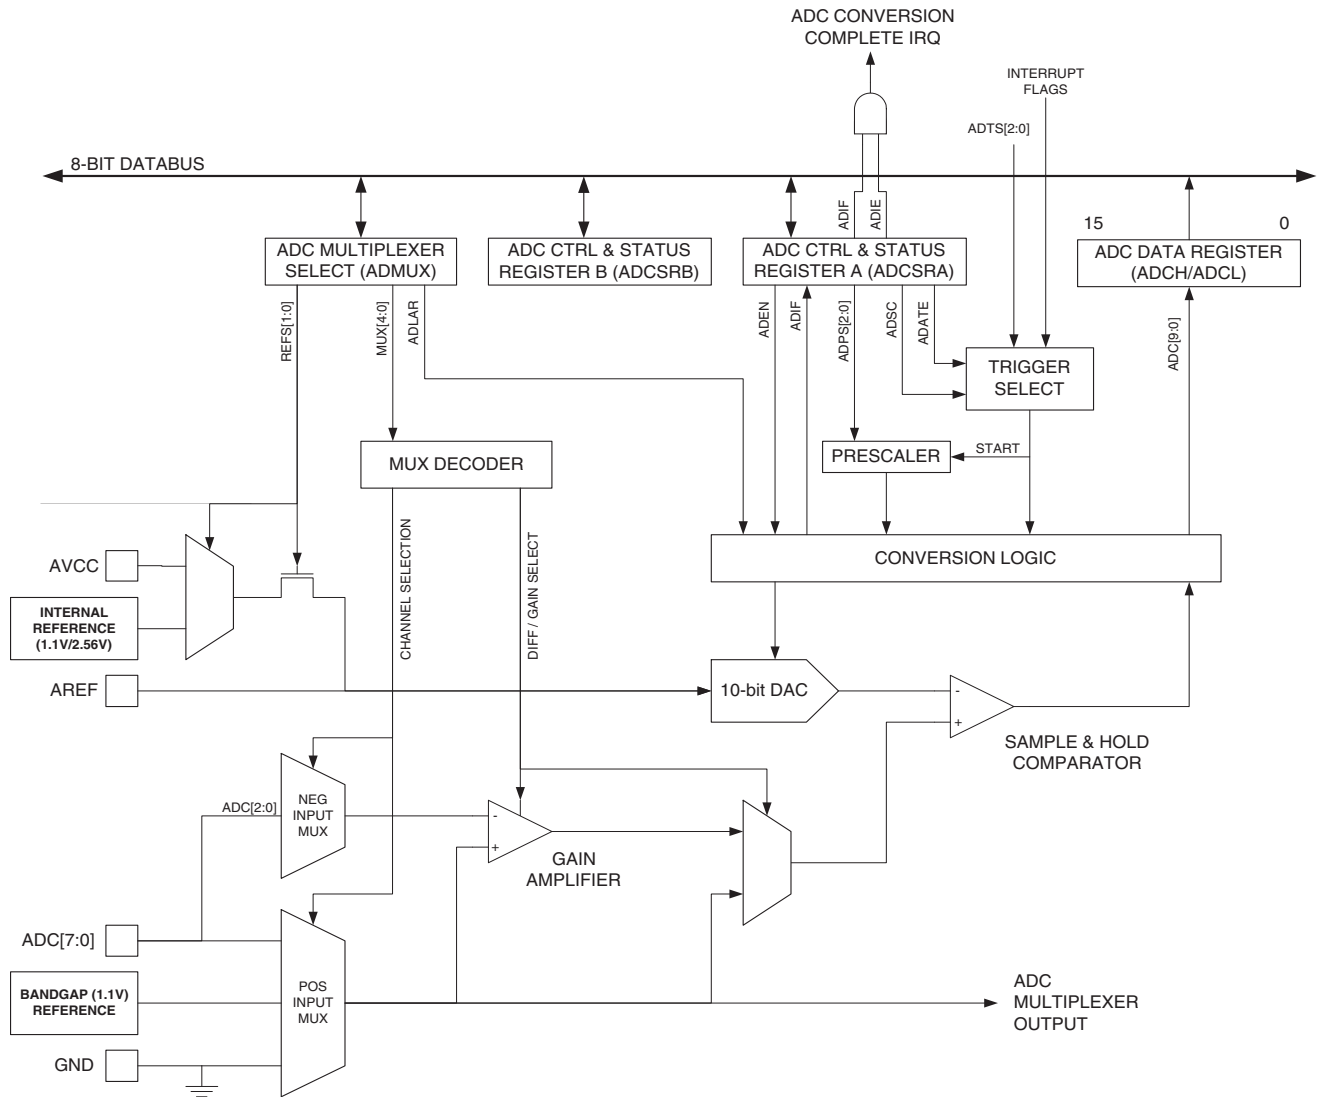 ADC CONVERSION
COMPLETE IRQ
INTERRUPT
FLAGS
ADTS[2:0]
8-BIT DATABUS
ADIF
ADIE
15
0
ADC MULTIPLEXER
SELECT (ADMUX)
ADC CTRL & STATUS
REGISTER B (ADCSRB)
ADC CTRL & STATUS
REGISTER A (ADCSRA)
ADC DATA REGISTER
(ADCH/ADCL)
REFS[1:0]
MUX[4:0]
ADLAR
ADEN
ADIF
ADPS[2:0]
ADSC
ADATE
ADC[9:0]
TRIGGER
SELECT
MUX DECODER
PRESCALER
START
CHANNEL SELECTION
DIFF / GAIN SELECT
CONVERSION LOGIC
AVCC
INTERNAL
REFERENCE
(1.1V/2.56V)
AREF
10-bit DAC
-
+
SAMPLE & HOLD
COMPARATOR
ADC[2:0]
NEG
INPUT
MUX
-
+
GAIN
AMPLIFIER
ADC[7:0]
BANDGAP (1.1V)
REFERENCE
POS
INPUT
MUX
ADC
MULTIPLEXER
OUTPUT
GND